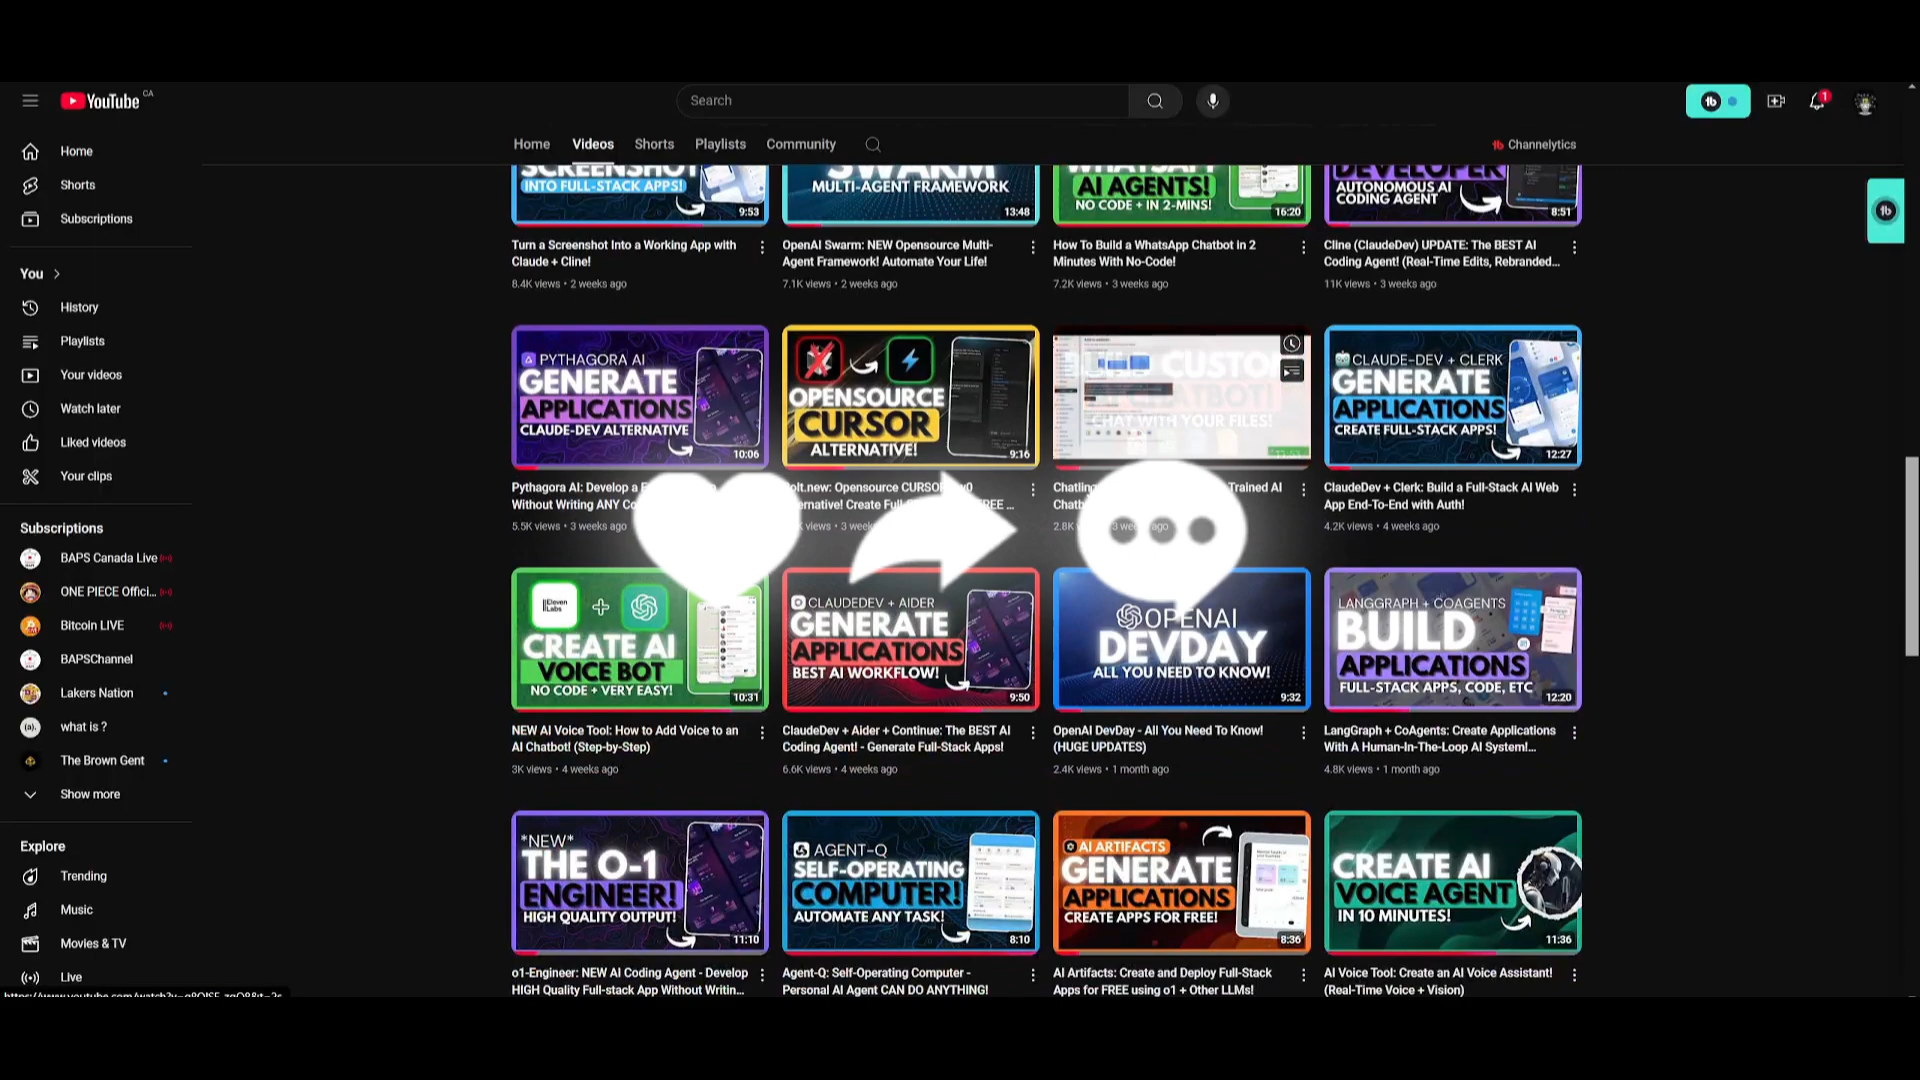 YouTube CA
Search
1
Home
Shorts
Subscriptions
You
History
Playlists
Your videos
Watch later
Liked videos
Your clips
Subscriptions
BAPS Canada Live
ONE PIECE Offici...
Bitcoin LIVE
BAPSChannel
Lakers Nation
what is ?
The Brown Gent
Show more
Explore
Trending
Music
Movies & TV
Live
Home Videos Shorts Playlists Community
Channelytics
SCREENSHOT
INTO FULL-STACK APPS!
9:53
SWARM
MULTI-AGENT FRAMEWORK
13:48
WHATSAPP
AI AGENTS!
NO CODE + IN 2-MINS!
16:20
DEVELOPER
AUTONOMOUS AI
CODING AGENT
8:51
Turn a Screenshot Into a Working App with
Claude + Cline!
8.4K views • 2 weeks ago
OpenAI Swarm: NEW Opensource Multi-
Agent Framework! Automate Your Life!
7.1K views • 2 weeks ago
How To Build a WhatsApp Chatbot in 2
Minutes With No-Code!
7.2K views • 3 weeks ago
Cline (ClaudeDev) UPDATE: The BEST AI
Coding Agent! (Real-Time Edits, Rebranded...
11K views • 3 weeks ago
PYTHAGORA AI
GENERATE
APPLICATIONS
CLAUDE-DEV ALTERNATIVE
10:06
OPENSOURCE
CURSOR
ALTERNATIVE!
9:16
CUSTOM
CHATBOT!
CHAT WITH YOUR FILES!
CLAUDE-DEV + CLERK
GENERATE
APPLICATIONS
CREATE FULL-STACK APPS!
12:27
Pythagora AI: Develop a
Without Writing ANY
5.5K views • 3 weeks ago
Opensource
Create
Trained AI
2.8K
ClaudeDev + Clerk: Build a Full-Stack AI Web
App End-To-End with Auth!
4.2K views • 4 weeks ago
IIElevenLabs
CREATE AI
VOICE BOT
NO CODE + VERY EASY!
10:31
CLAUDEDEV + AIDER
GENERATE
APPLICATIONS
BEST AI WORKFLOW!
9:50
OPENAI
DEVDAY
ALL YOU NEED TO KNOW!
9:32
LANGGRAPH + COAGENTS
BUILD
APPLICATIONS
FULL-STACK APPS, CODE, ETC
12:20
NEW AI Voice Tool: How to Add Voice to an
AI Chatbot! (Step-by-Step)
3K views • 4 weeks ago
ClaudeDev + Aider + Continue: The BEST AI
Coding Agent! - Generate Full-Stack Apps!
6.6K views • 4 weeks ago
OpenAI DevDay - All You Need To Know!
(HUGE UPDATES)
2.4K views • 1 month ago
LangGraph + CoAgents: Create Applications
With A Human-In-The-Loop AI System!...
4.8K views • 1 month ago
*NEW*
THE O-1
ENGINEER!
HIGH QUALITY OUTPUT!
11:10
AGENT-Q
SELF-OPERATING
COMPUTER!
AUTOMATE ANY TASK!
8:10
AI ARTIFACTS
GENERATE
APPLICATIONS
CREATE APPS FOR FREE!
8:36
CREATE AI
VOICE AGENT
IN 10 MINUTES!
11:36
o1-Engineer: NEW AI Coding Agent - Develop
HIGH Quality Full-stack App Without Writin...
Agent-Q: Self-Operating Computer -
Personal AI Agent CAN DO ANYTHING!
AI Artifacts: Create and Deploy Full-Stack
Apps for FREE using o1 + Other LLMs!
AI Voice Tool: Create an AI Voice Assistant!
(Real-Time Voice + Vision)